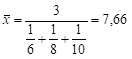 x̄ = 3 / (1/6 + 1/8 + 1/10) = 7,66